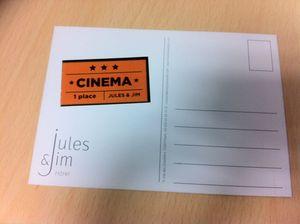 CINEMA
1 place | JULES & JIM
jules
& jim
HÔTEL